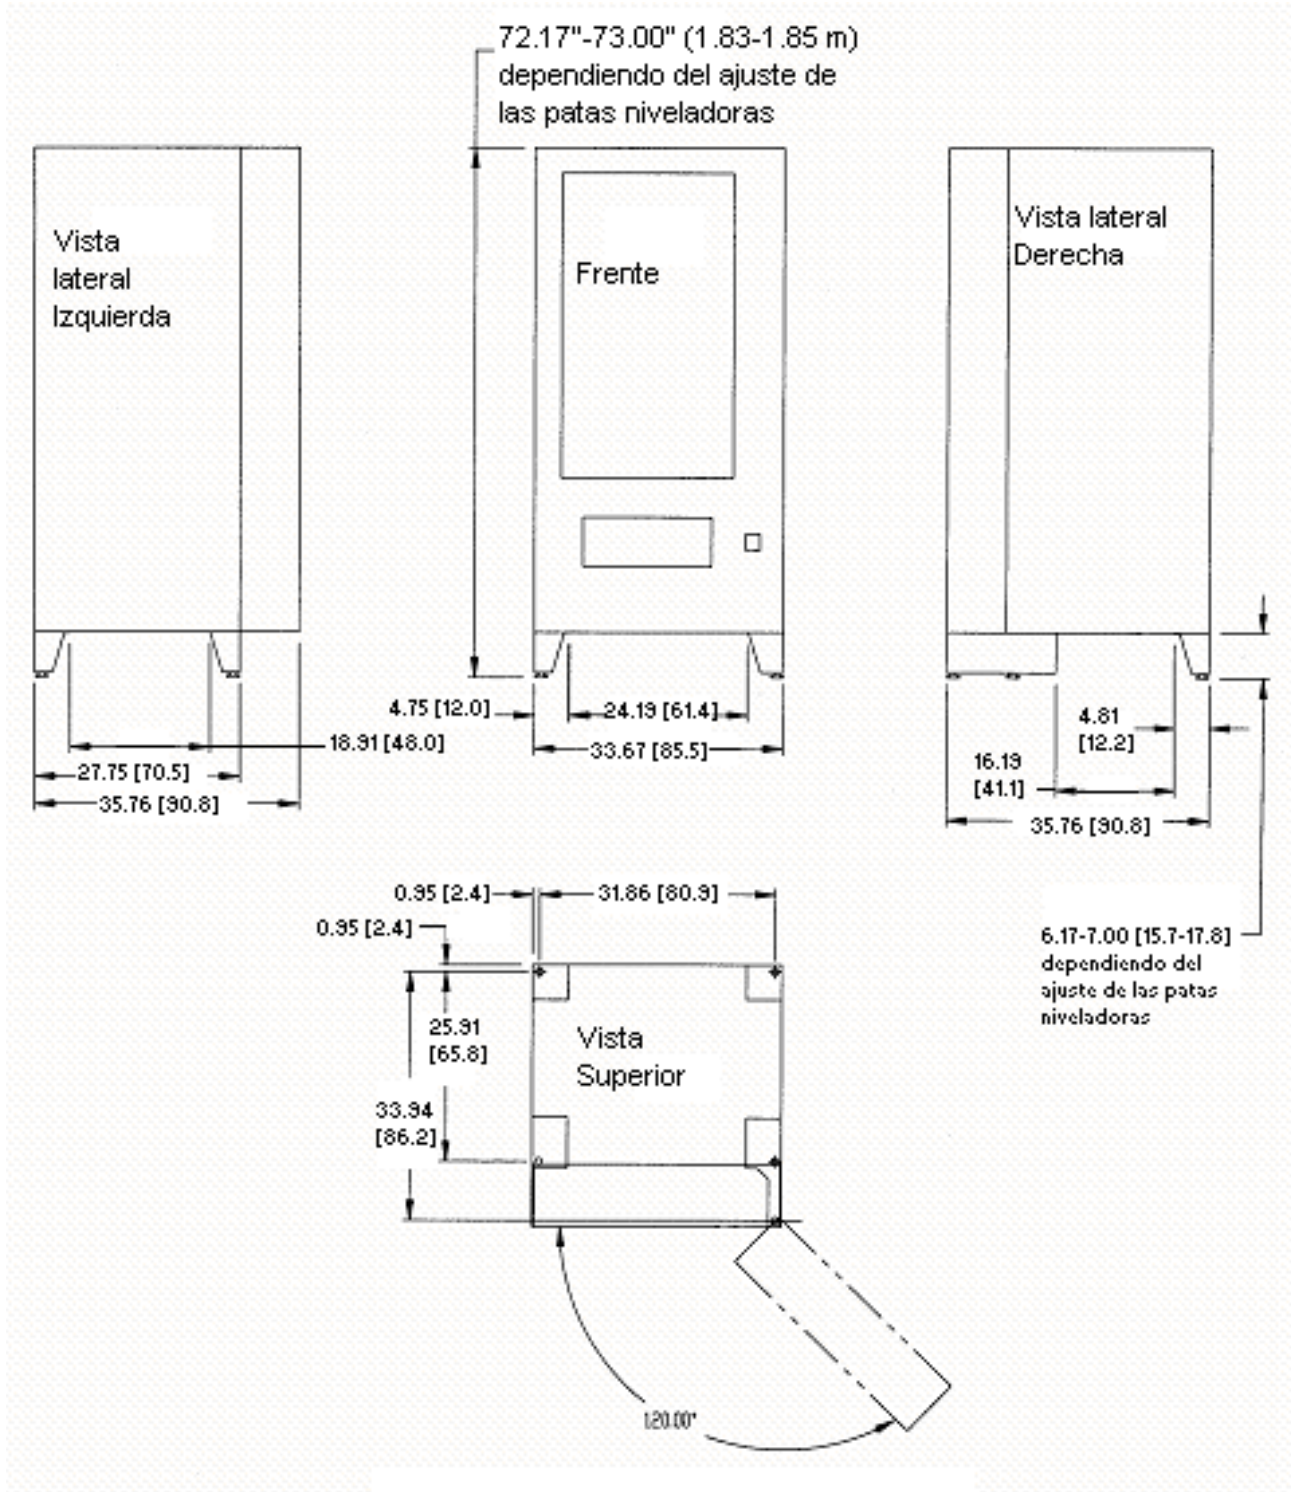 72.17"-73.00" (1.83-1.85 m)
dependiendo del ajuste de
las patas niveladoras
Vista
lateral
Izquierda
Frente
Vista lateral
Derecha
4.75 [12.0]
24.19 [61.4]
33.67 [85.5]
18.91 [48.0]
27.75 [70.5]
35.76 [90.8]
4.81
[12.2]
16.19
[41.1]
35.76 [90.8]
0.95 [2.4]
31.86 [80.9]
0.95 [2.4]
6.17-7.00 [15.7-17.8]
dependiendo del
ajuste de las patas
niveladoras
25.91
[65.8]
Vista
Superior
33.94
[86.2]
120.00°